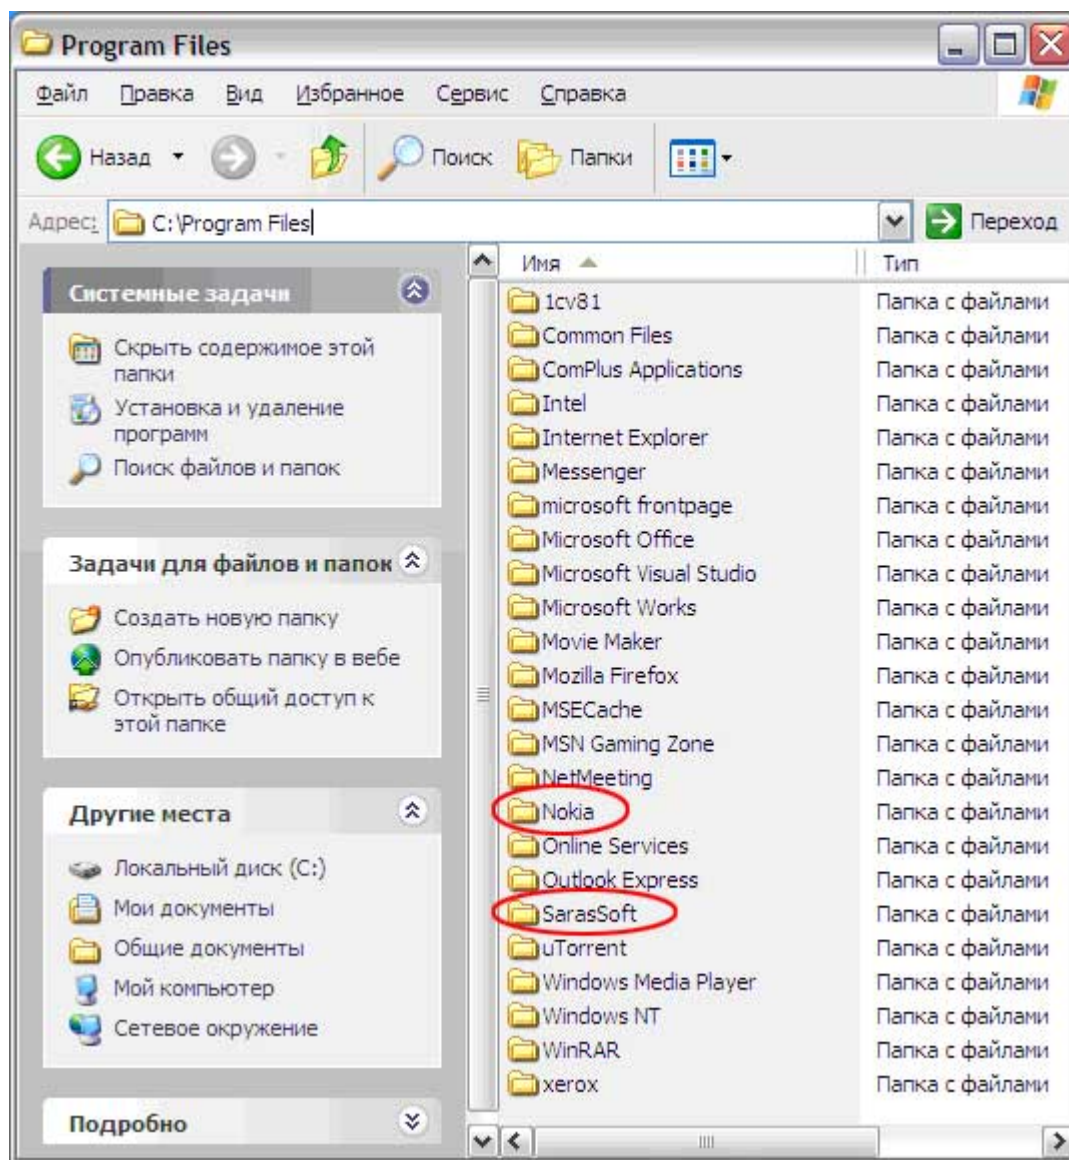 Program Files
Файл Правка Вид Избранное Сервис Справка
Назад Поиск Папки
Адрес: C:\Program Files Переход
Системные задачи
Скрыть содержимое этой
папки
Установка и удаление
программ
Поиск файлов и папок
Задачи для файлов и папок
Создать новую папку
Опубликовать папку в вебе
Открыть общий доступ к
этой папке
Другие места
Локальный диск (C:)
Мои документы
Общие документы
Мой компьютер
Сетевое окружение
Подробно
Имя Тип
1cv81 Папка с файлами
Common Files Папка с файлами
ComPlus Applications Папка с файлами
Intel Папка с файлами
Internet Explorer Папка с файлами
Messenger Папка с файлами
microsoft frontpage Папка с файлами
Microsoft Office Папка с файлами
Microsoft Visual Studio Папка с файлами
Microsoft Works Папка с файлами
Movie Maker Папка с файлами
Mozilla Firefox Папка с файлами
MSECache Папка с файлами
MSN Gaming Zone Папка с файлами
NetMeeting Папка с файлами
Nokia Папка с файлами
Online Services Папка с файлами
Outlook Express Папка с файлами
SarasSoft Папка с файлами
uTorrent Папка с файлами
Windows Media Player Папка с файлами
Windows NT Папка с файлами
WinRAR Папка с файлами
xerox Папка с файлами